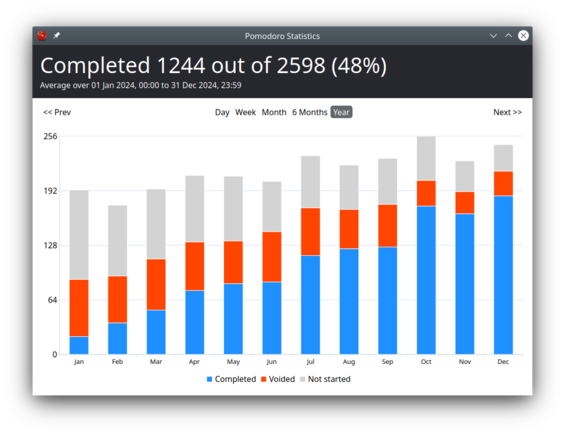 Pomodoro Statistics
Completed 1244 out of 2598 (48%)
Average over 01 Jan 2024, 00:00 to 31 Dec 2024, 23:59
<< Prev Day Week Month 6 Months Year Next >>
256
192
128
64
0
Jan Feb Mar Apr May Jun Jul Aug Sep Oct Nov Dec
Completed Voided Not started